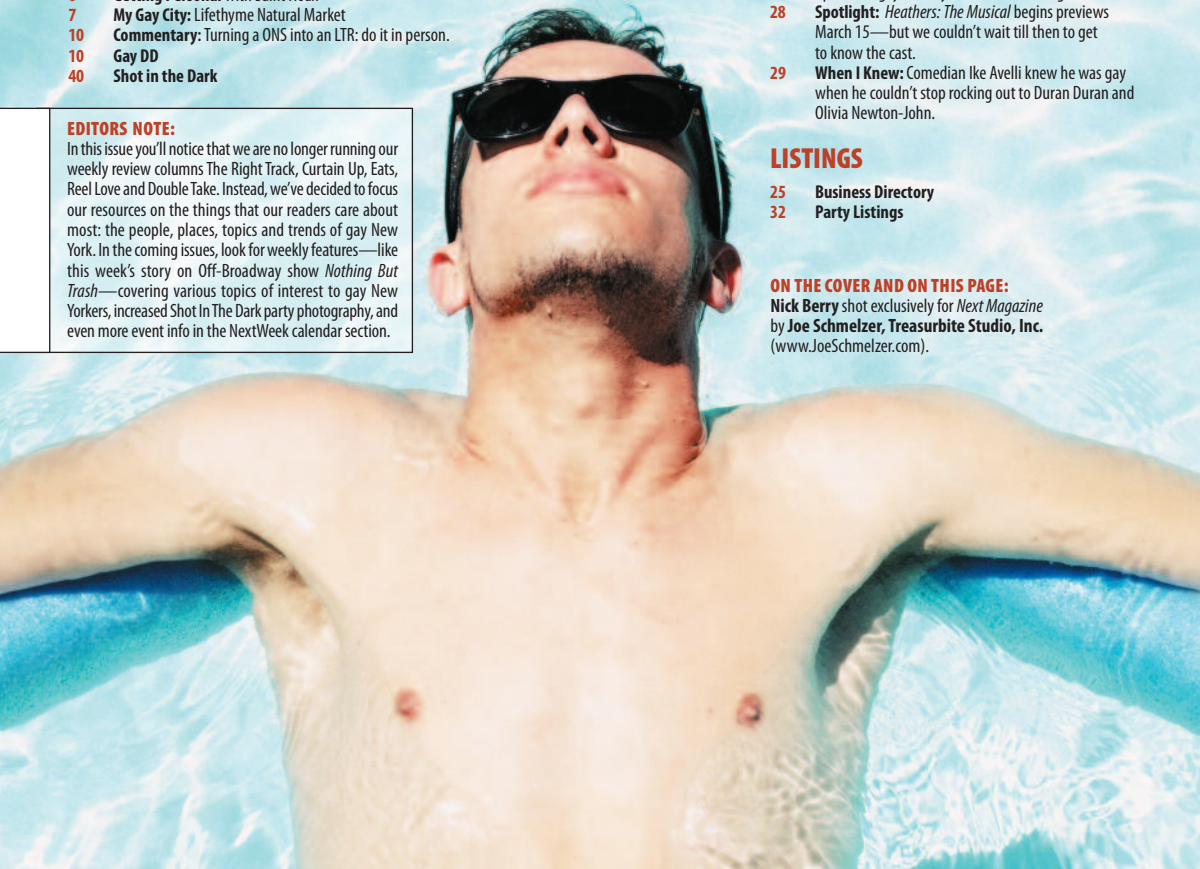 7 My Gay City: Lifethyme Natural Market
10 Commentary: Turning a ONS into an LTR: do it in person.
10 Gay DD
40 Shot in the Dark
EDITORS NOTE:
In this issue you’ll notice that we are no longer running our
weekly review columns The Right Track, Curtain Up, Eats,
Reel Love and Double Take. Instead, we’ve decided to focus
our resources on the things that our readers care about
most: the people, places, topics and trends of gay New
York. In the coming issues, look for weekly features—like
this week’s story on Off-Broadway show Nothing But
Trash—covering various topics of interest to gay New
Yorkers, increased Shot In The Dark party photography, and
even more event info in the NextWeek calendar section.
28 Spotlight: Heathers: The Musical begins previews
March 15—but we couldn’t wait till then to get
to know the cast.
29 When I Knew: Comedian Ike Avelli knew he was gay
when he couldn’t stop rocking out to Duran Duran and
Olivia Newton-John.
LISTINGS
25 Business Directory
32 Party Listings
ON THE COVER AND ON THIS PAGE:
Nick Berry shot exclusively for Next Magazine
by Joe Schmelzer, Treasurbite Studio, Inc.
(www.JoeSchmelzer.com).